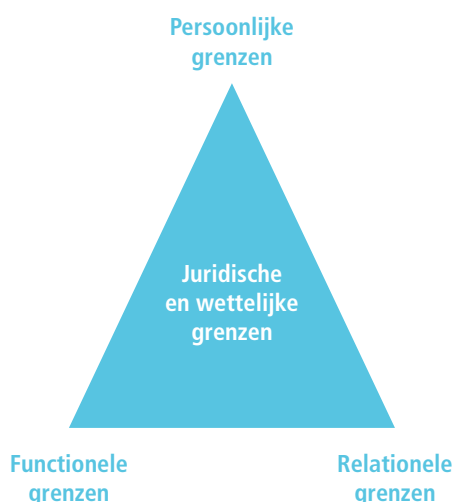 Persoonlijke
grenzen
Juridische
en wettelijke
grenzen
Functionele
grenzen
Relationele
grenzen